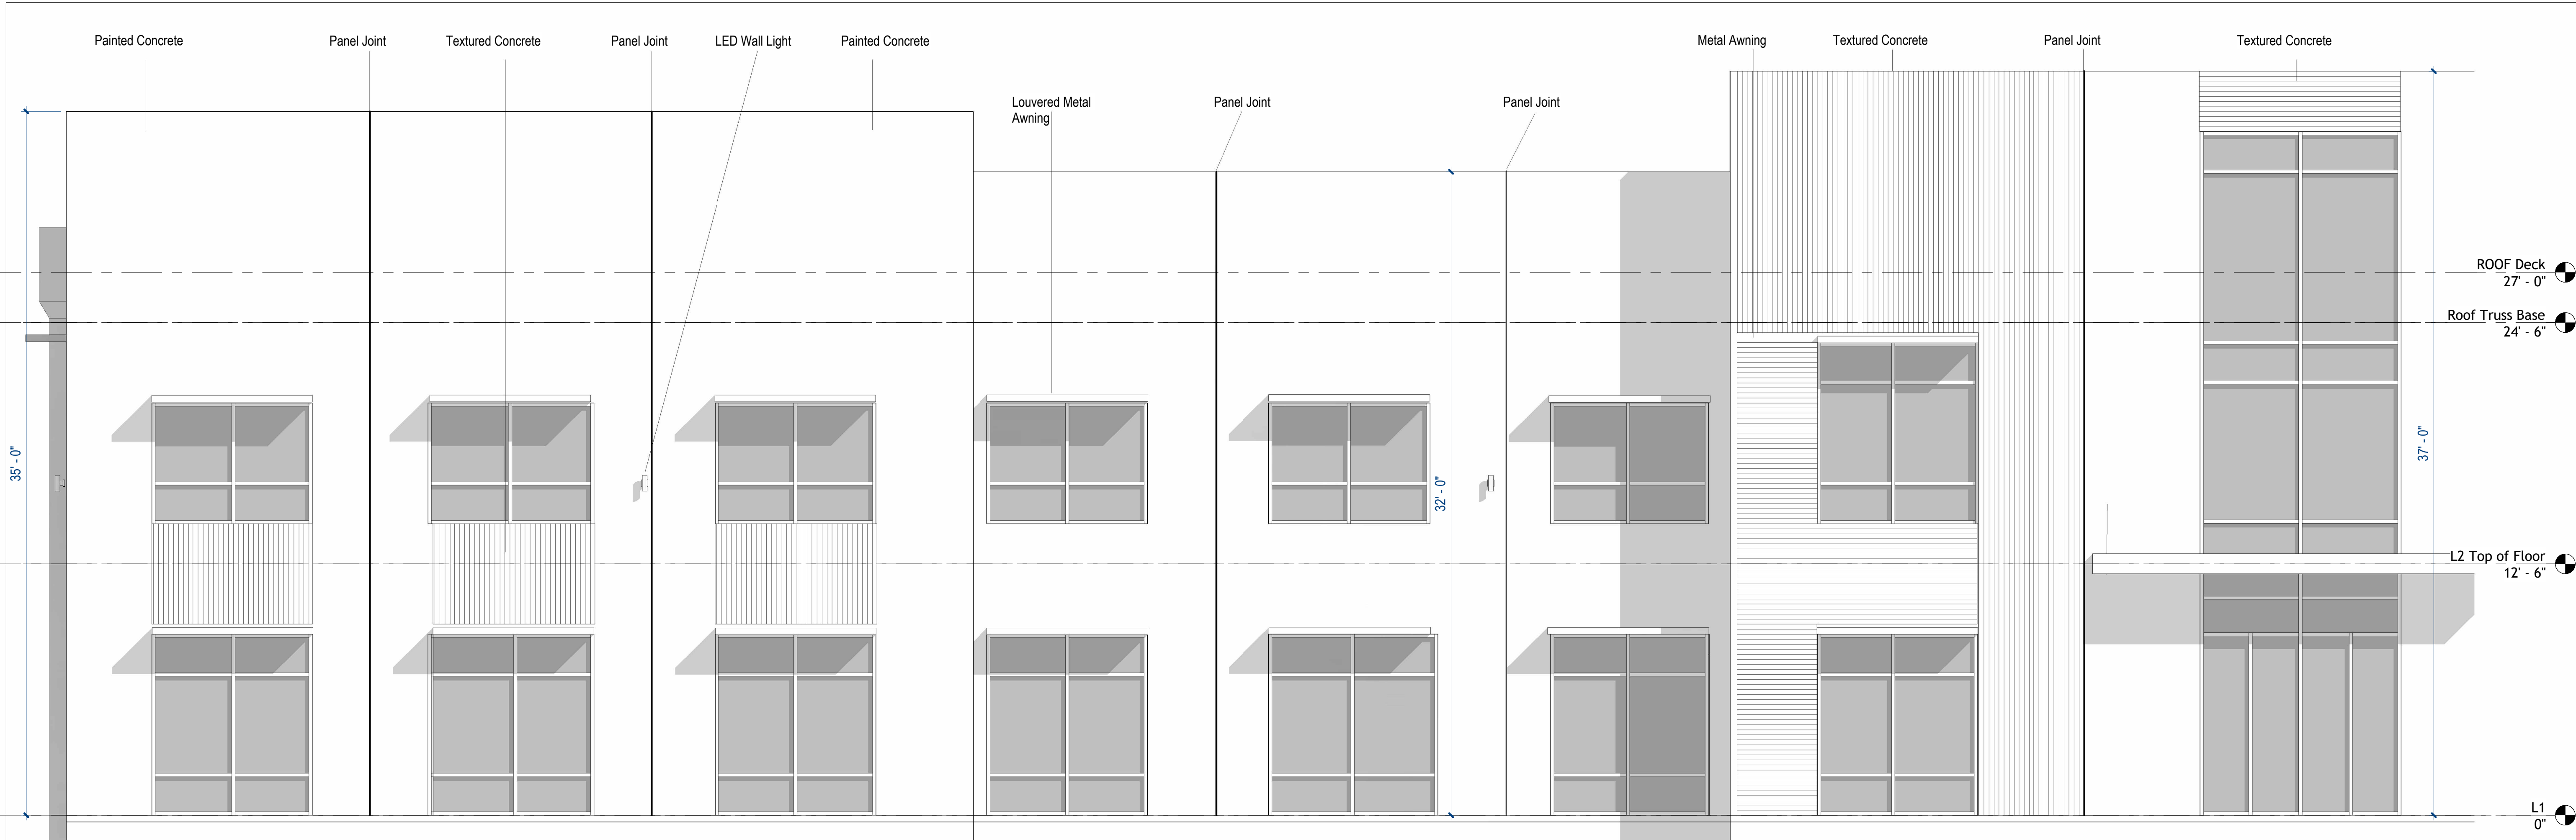 Painted Concrete
Panel Joint
Textured Concrete
Panel Joint
LED Wall Light
Painted Concrete
Metal Awning
Textured Concrete
Panel Joint
Textured Concrete
Louvered Metal
Awning
Panel Joint
Panel Joint
ROOF Deck
27' - 0"
Roof Truss Base
24' - 6"
35' - 0"
32' - 0"
37' - 0"
L2 Top of Floor
12' - 6"
L1
0"